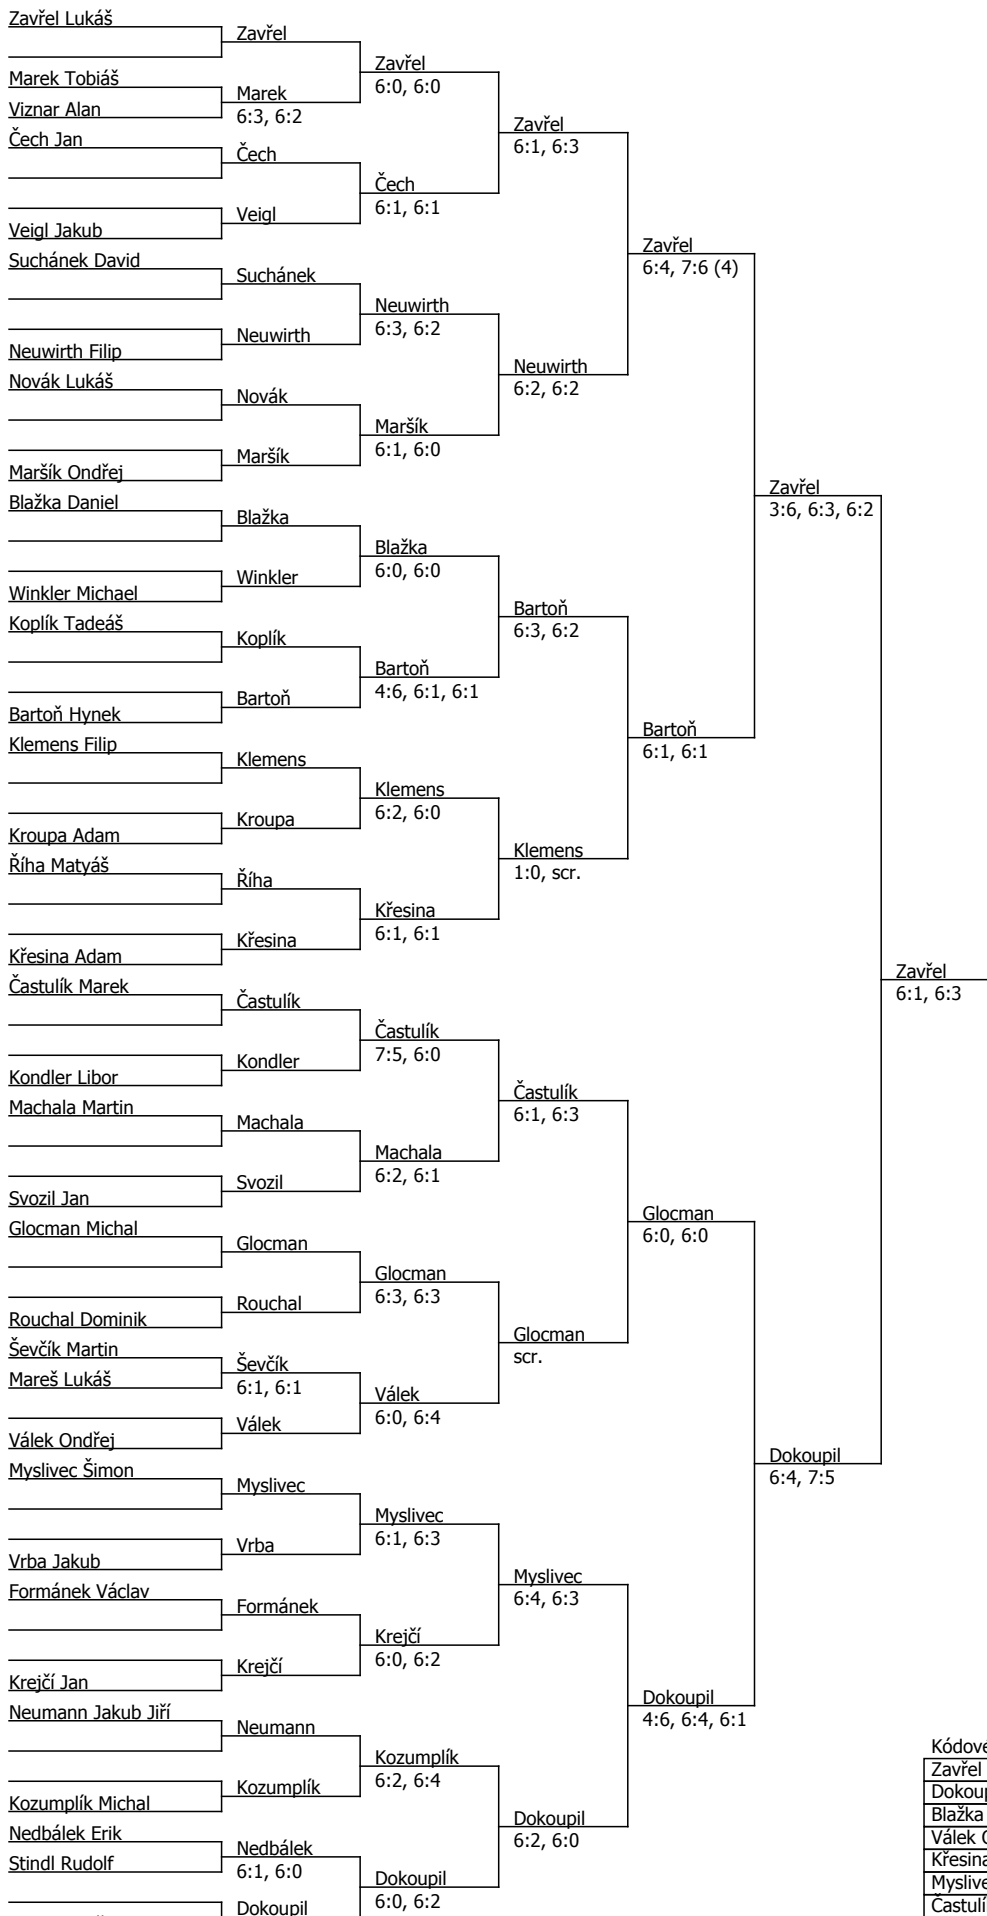 Zavřel Lukáš
Zavřel
Zavřel
6:0, 6:0
Marek Tobiáš
Marek
6:3, 6:2
Viznar Alan
Zavřel
6:1, 6:3
Čech Jan
Čech
Čech
6:1, 6:1
Veigl
Veigl Jakub
Zavřel
6:4, 7:6 (4)
Suchánek David
Suchánek
Neuwirth
6:3, 6:2
Neuwirth
Neuwirth Filip
Neuwirth
6:2, 6:2
Novák Lukáš
Novák
Maršík
6:1, 6:0
Maršík
Maršík Ondřej
Zavřel
3:6, 6:3, 6:2
Blažka Daniel
Blažka
Blažka
6:0, 6:0
Winkler
Winkler Michael
Bartoň
6:3, 6:2
Koplík Tadeáš
Koplík
Bartoň
4:6, 6:1, 6:1
Bartoň
Bartoň Hynek
Bartoň
6:1, 6:1
Klemens Filip
Klemens
Klemens
6:2, 6:0
Kroupa
Kroupa Adam
Klemens
1:0, scr.
Říha Matyáš
Říha
Křesina
6:1, 6:1
Křesina
Křesina Adam
Zavřel
6:1, 6:3
Častulík Marek
Častulík
Častulík
7:5, 6:0
Kondler
Kondler Libor
Častulík
6:1, 6:3
Machala Martin
Machala
Machala
6:2, 6:1
Svozil
Svozil Jan
Glocman
6:0, 6:0
Glocman Michal
Glocman
Glocman
6:3, 6:3
Rouchal
Rouchal Dominik
Glocman
scr.
Ševčík Martin
Ševčík
6:1, 6:1
Mareš Lukáš
Válek
6:0, 6:4
Válek
Válek Ondřej
Dokoupil
6:4, 7:5
Myslivec Šimon
Myslivec
Myslivec
6:1, 6:3
Vrba
Vrba Jakub
Myslivec
6:4, 6:3
Formánek Václav
Formánek
Krejčí
6:0, 6:2
Krejčí
Krejčí Jan
Dokoupil
4:6, 6:4, 6:1
Neumann Jakub Jiří
Neumann
Kozumplík
6:2, 6:4
Kozumplík
Kozumplík Michal
Dokoupil
6:2, 6:0
Nedbálek Erik
Nedbálek
6:1, 6:0
Stindl Rudolf
Dokoupil
6:0, 6:2
Dokoupil
Zavřel
Blažka
Válek